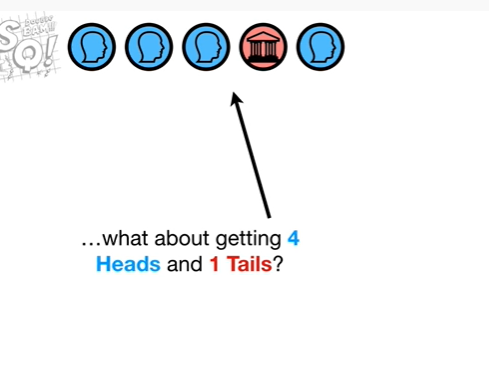 …what about getting 4
Heads and 1 Tails?